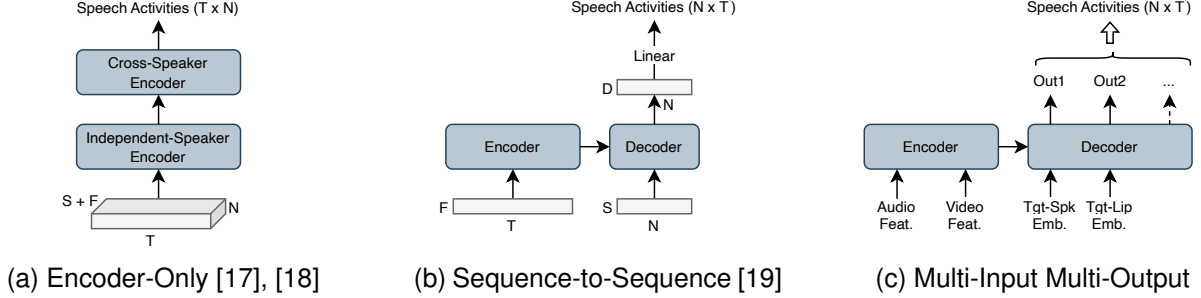 Speech Activities (T x N)
Cross-Speaker
Encoder
Independent-Speaker
Encoder
S + F
N
T
(a) Encoder-Only [17], [18]
Speech Activities (N x T)
Linear
D
N
Encoder
Decoder
F
T
S
N
(b) Sequence-to-Sequence [19]
Speech Activities (N x T)
Out1
Out2
...
Encoder
Decoder
Audio
Feat.
Video
Feat.
Tgt-Spk
Emb.
Tgt-Lip
Emb.
(c) Multi-Input Multi-Output